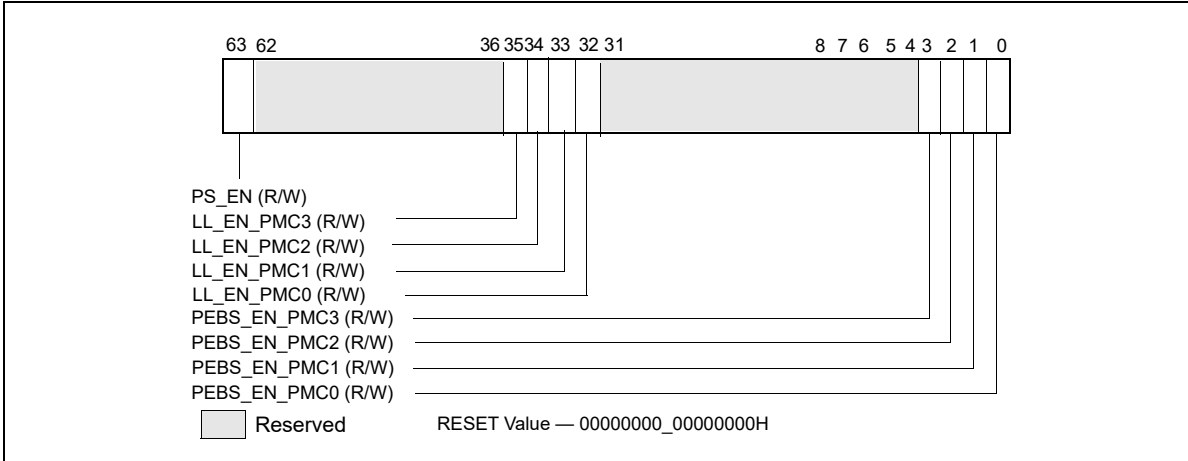 63 62 36 35 34 33 32 31 8 7 6 5 4 3 2 1 0
PS_EN (R/W)
LL_EN_PMC3 (R/W)
LL_EN_PMC2 (R/W)
LL_EN_PMC1 (R/W)
LL_EN_PMC0 (R/W)
PEBS_EN_PMC3 (R/W)
PEBS_EN_PMC2 (R/W)
PEBS_EN_PMC1 (R/W)
PEBS_EN_PMC0 (R/W)
Reserved RESET Value — 00000000_00000000H